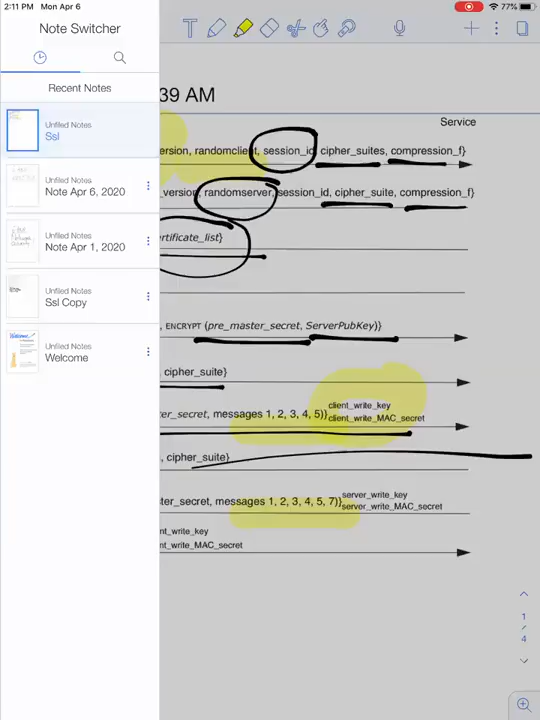 2:11 PM Mon Apr 6
77%
Note Switcher
Recent Notes
Unfiled Notes
Ssl
Unfiled Notes
Note Apr 6, 2020
Unfiled Notes
Note Apr 1, 2020
Unfiled Notes
Ssl Copy
Unfiled Notes
Welcome
39 AM
Service
ersion, randomclient, session_id, cipher_suites, compression_f}
_version, randomserver, session_id, cipher_suite, compression_f}
ertificate_list}
, ENCRYPT (pre_master_secret, ServerPubKey)}
, cipher_suite}
er_secret, messages 1, 2, 3, 4, 5)}client_write_key
client_write_MAC_secret
, cipher_suite}
ster_secret, messages 1, 2, 3, 4, 5, 7)}server_write_key
server_write_MAC_secret
nt_write_key
ent_write_MAC_secret
1
/
4